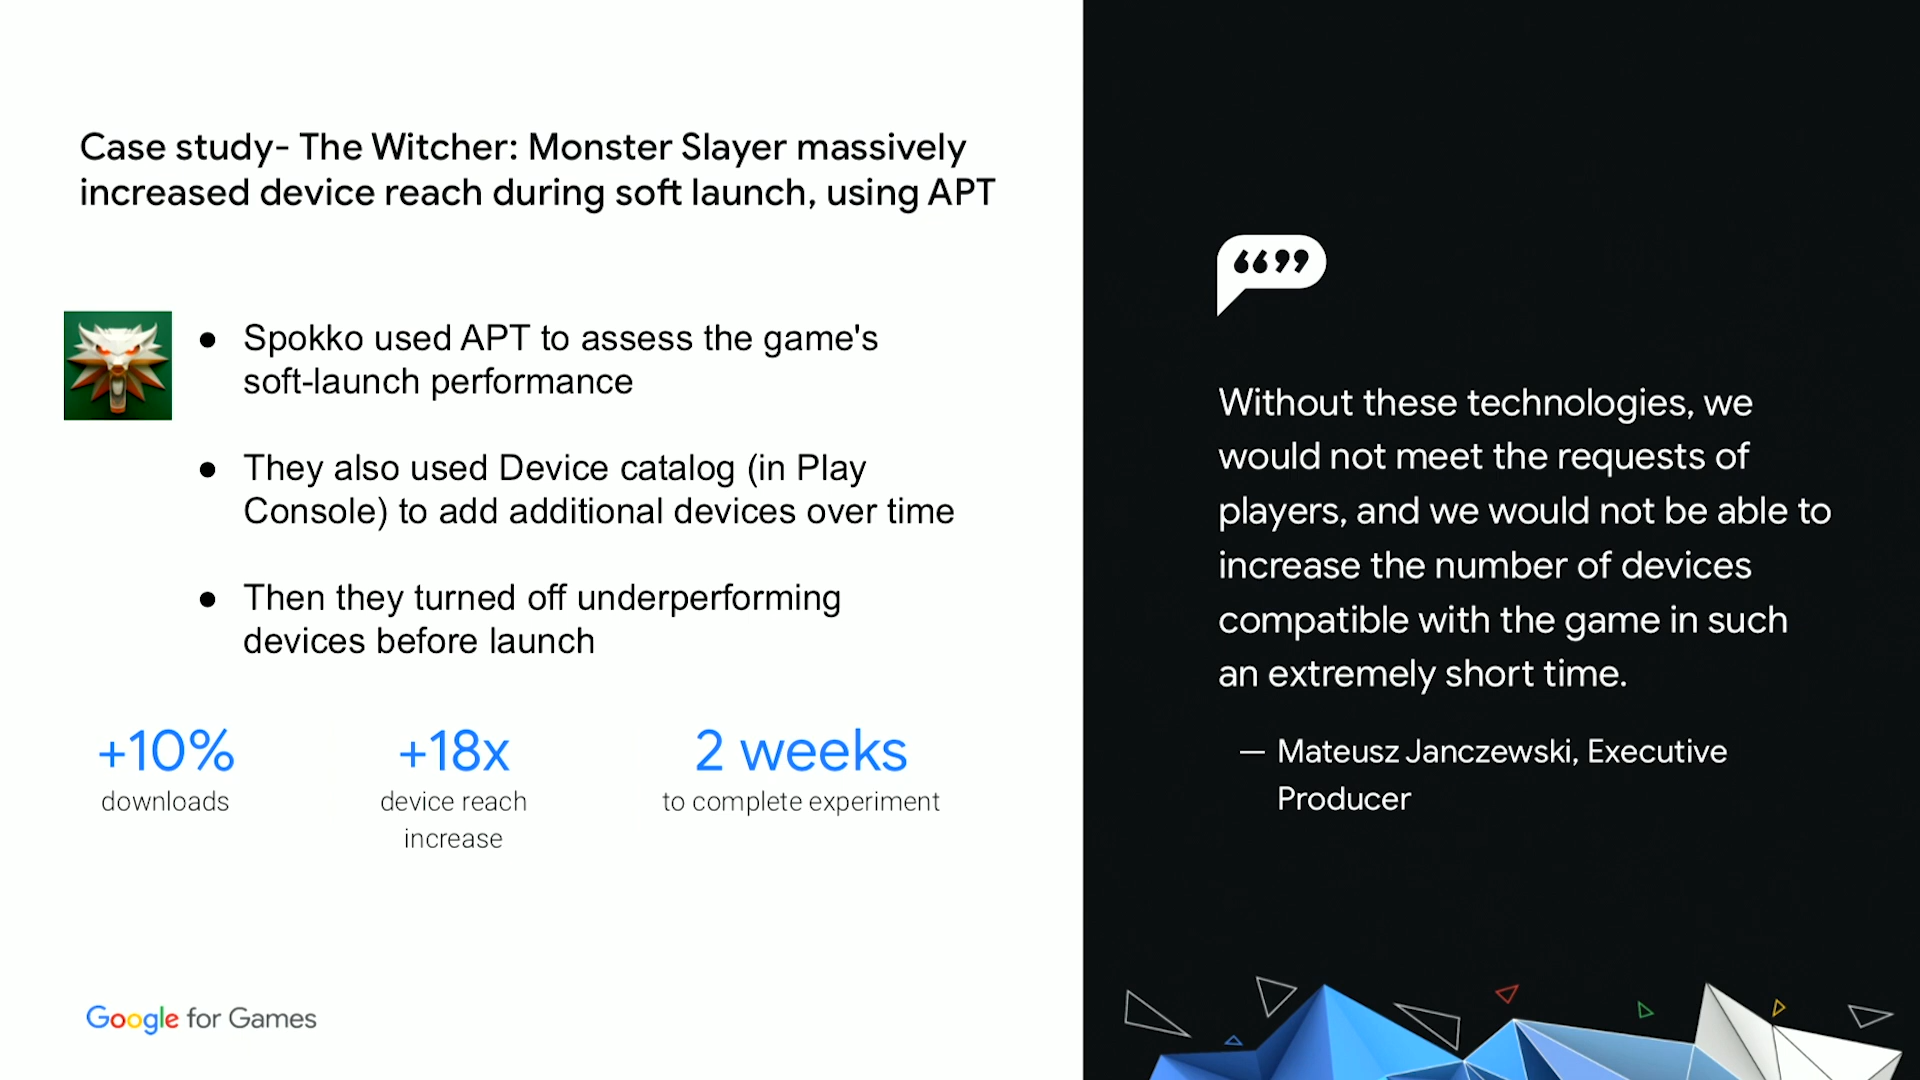 Case study- The Witcher: Monster Slayer massively
increased device reach during soft launch, using APT
● Spokko used APT to assess the game's
soft-launch performance
● They also used Device catalog (in Play
Console) to add additional devices over time
● Then they turned off underperforming
devices before launch
+10%
downloads
+18x
device reach
increase
2 weeks
to complete experiment
Google for Games
“”
Without these technologies, we
would not meet the requests of
players, and we would not be able to
increase the number of devices
compatible with the game in such
an extremely short time.
— Mateusz Janczewski, Executive
Producer